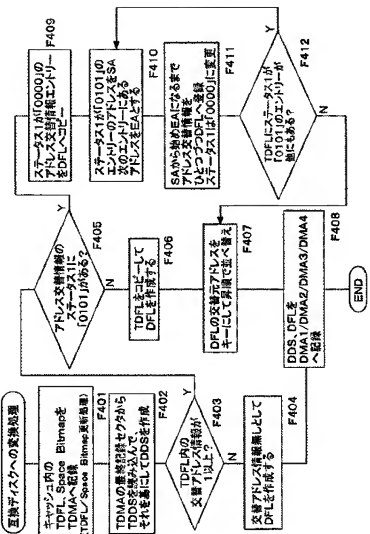 互換ディスクへの変換処理
キャッシュ内の
TDFL、Space Bitmapを
TDMAへ記録
(TDFL／Space Bitmap更新処理)
F401
TDMAの最終記録セクタから
TDDSを読み込んで、
それを基にしてDDSを作成
F402
TDFL内の
交替アドレス情報が
1以上？
F403
Y
N
交替アドレス情報無しとして
DFLを作成する
F404
アドレス交替情報の
ステータス1に
「0101」がある？
F405
Y
N
TDFLをコピーして
DFLを作成する
F406
DFLの交替元アドレスを
キーにして昇順で並べ替え
F407
DDS、DFLを
DMA1/DMA2/DMA3/DMA4
へ記録
F408
END
ステータス1が「0000」の
アドレス交替情報エントリー
をDFLへコピー
F409
ステータス1が「0101」の
エントリーのアドレスをSA
次のエントリーにある
アドレスをEAとする
F410
SAから始めEAになるまで
アドレス交替情報を
ひとつづつDFLへ登録
ステータス1は「0000」に変更
F411
TDFLにステータス1が
「0101」のエントリーが
他にもある？
F412
Y
N